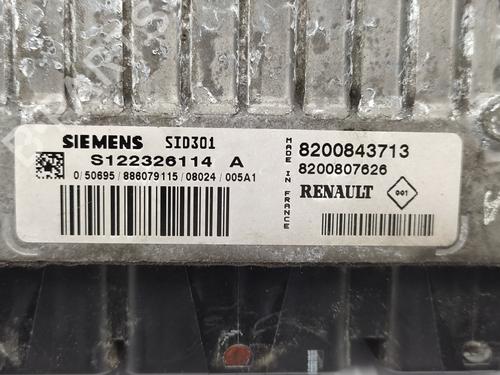 SIEMENS SID301
S122326114 A
0/50695/886079115/08024/005A1
MADE IN FRANCE
8200843713
8200807626
RENAULT 001